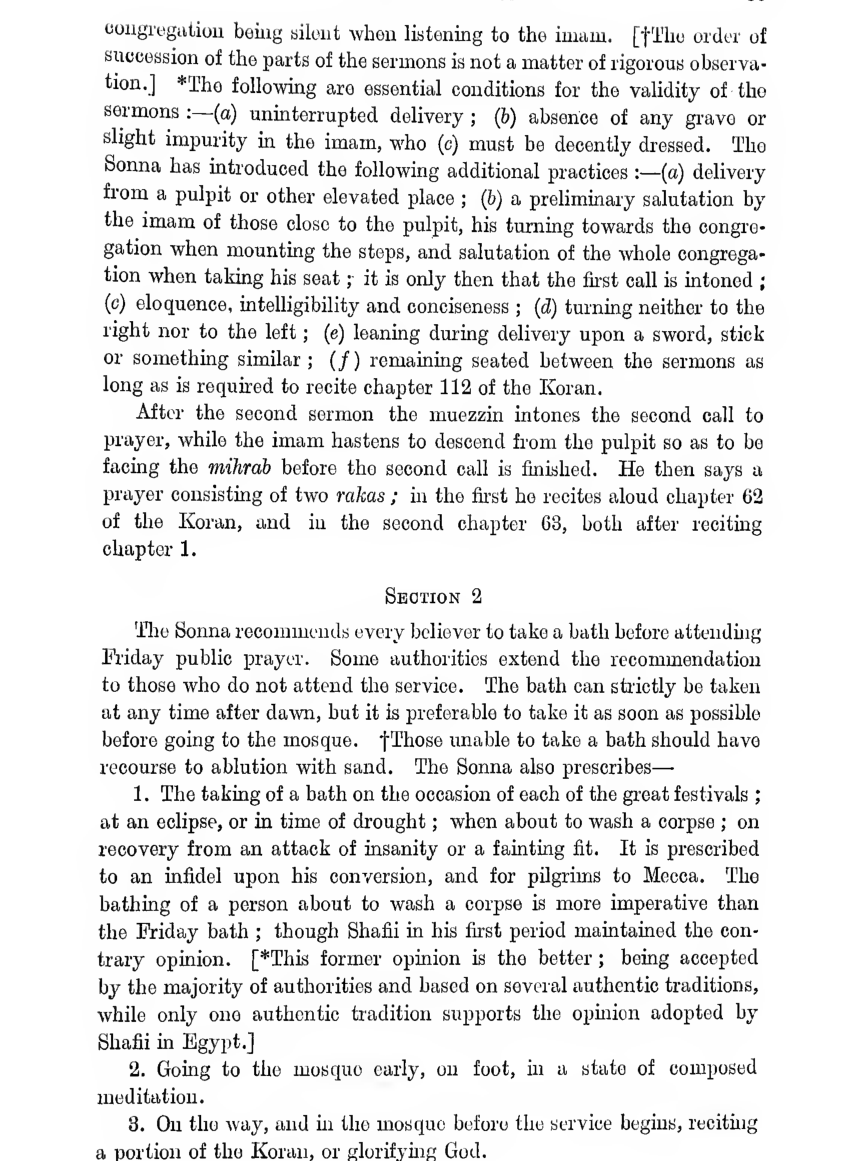 congregation being silent when listening to the imam. [†The order of
succession of the parts of the sermons is not a matter of rigorous observa-
tion.] *The following are essential conditions for the validity of the
sermons :—(a) uninterrupted delivery ; (b) absence of any grave or
slight impurity in the imam, who (c) must be decently dressed. The
Sonna has introduced the following additional practices :—(a) delivery
from a pulpit or other elevated place ; (b) a preliminary salutation by
the imam of those close to the pulpit, his turning towards the congre-
gation when mounting the steps, and salutation of the whole congrega-
tion when taking his seat ; it is only then that the first call is intoned ;
(c) eloquence, intelligibility and conciseness ; (d) turning neither to the
right nor to the left ; (e) leaning during delivery upon a sword, stick
or something similar ; (f) remaining seated between the sermons as
long as is required to recite chapter 112 of the Koran.
After the second sermon the muezzin intones the second call to
prayer, while the imam hastens to descend from the pulpit so as to be
facing the mihrab before the second call is finished. He then says a
prayer consisting of two rakas ; in the first he recites aloud chapter 62
of the Koran, and in the second chapter 63, both after reciting
chapter 1.
SECTION 2
The Sonna recommends every believer to take a bath before attending
Friday public prayer. Some authorities extend the recommendation
to those who do not attend the service. The bath can strictly be taken
at any time after dawn, but it is preferable to take it as soon as possible
before going to the mosque. †Those unable to take a bath should have
recourse to ablution with sand. The Sonna also prescribes—
1. The taking of a bath on the occasion of each of the great festivals ;
at an eclipse, or in time of drought ; when about to wash a corpse ; on
recovery from an attack of insanity or a fainting fit. It is prescribed
to an infidel upon his conversion, and for pilgrims to Mecca. The
bathing of a person about to wash a corpse is more imperative than
the Friday bath ; though Shafii in his first period maintained the con-
trary opinion. [*This former opinion is the better ; being accepted
by the majority of authorities and based on several authentic traditions,
while only one authentic tradition supports the opinion adopted by
Shafii in Egypt.]
2. Going to the mosque early, on foot, in a state of composed
meditation.
3. On the way, and in the mosque before the service begins, reciting
a portion of the Koran, or glorifying God.